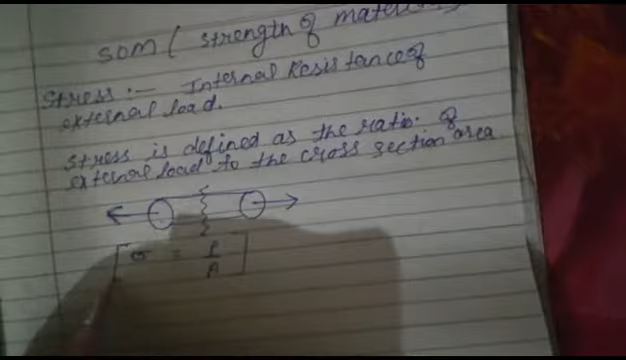 SOM ( Strength of materials
Stress :- Internal Resistance of
external load.
Stress is defined as the ratio. of
external load to the cross section area
σ = P
A